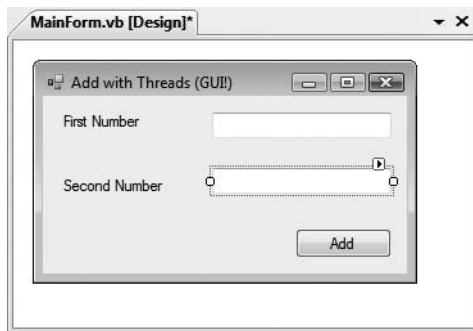 MainForm.vb [Design]*
Add with Threads (GUI!)
First Number
Second Number
Add